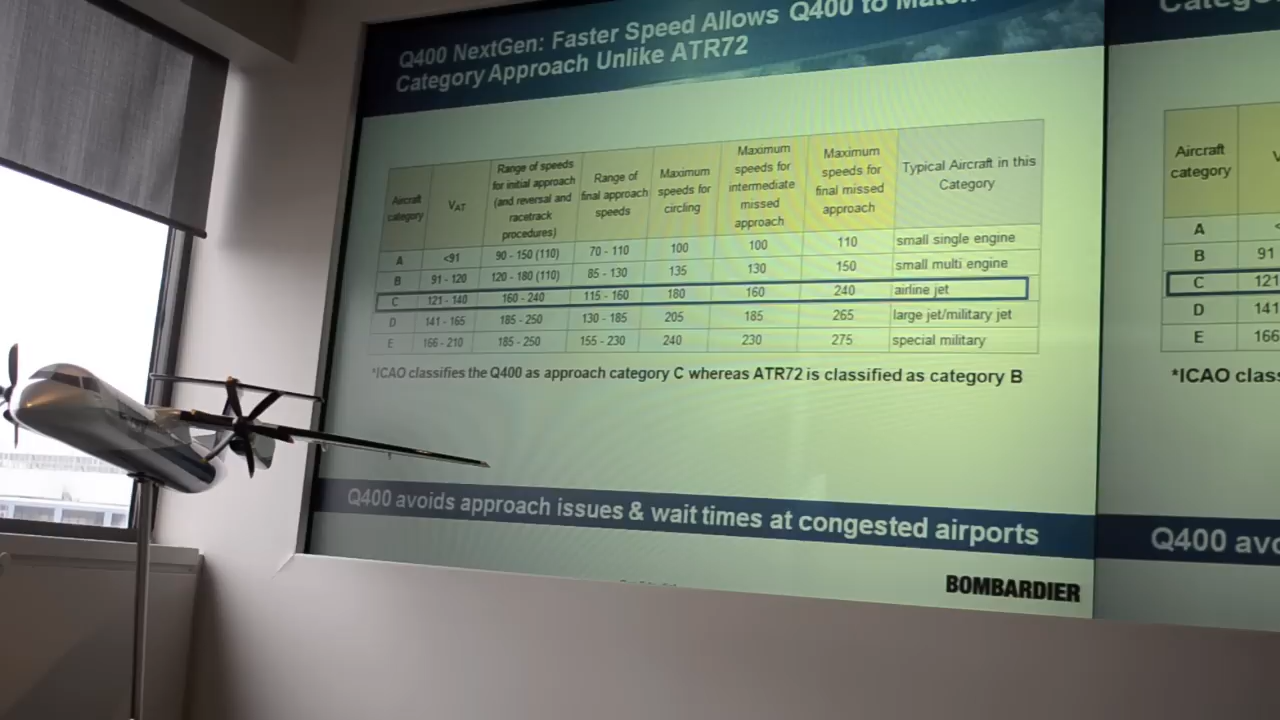 Q400 NextGen: Faster Speed Allows Q400 to
Category Approach Unlike ATR72
Aircraft category | VAT | Range of speeds for initial approach (and reversal and racetrack procedures) | Range of final approach speeds | Maximum speeds for circling | Maximum speeds for intermediate missed approach | Maximum speeds for final missed approach | Typical Aircraft in this Category
A | <91 | 90 - 150 (110) | 70 - 110 | 100 | 100 | 110 | small single engine
B | 91 - 120 | 120 - 180 (110) | 85 - 130 | 135 | 130 | 150 | small multi engine
C | 121 - 140 | 160 - 240 | 115 - 160 | 180 | 160 | 240 | airline jet
D | 141 - 165 | 185 - 250 | 130 - 185 | 205 | 185 | 265 | large jet/military jet
E | 166 - 210 | 185 - 250 | 155 - 230 | 240 | 230 | 275 | special military
*ICAO classifies the Q400 as approach category C whereas ATR72 is classified as category B
Q400 avoids approach issues & wait times at congested airports
BOMBARDIER
Aircraft
category
A
B 91
C 121
D 141
E 166
*ICAO class
Q400 avo